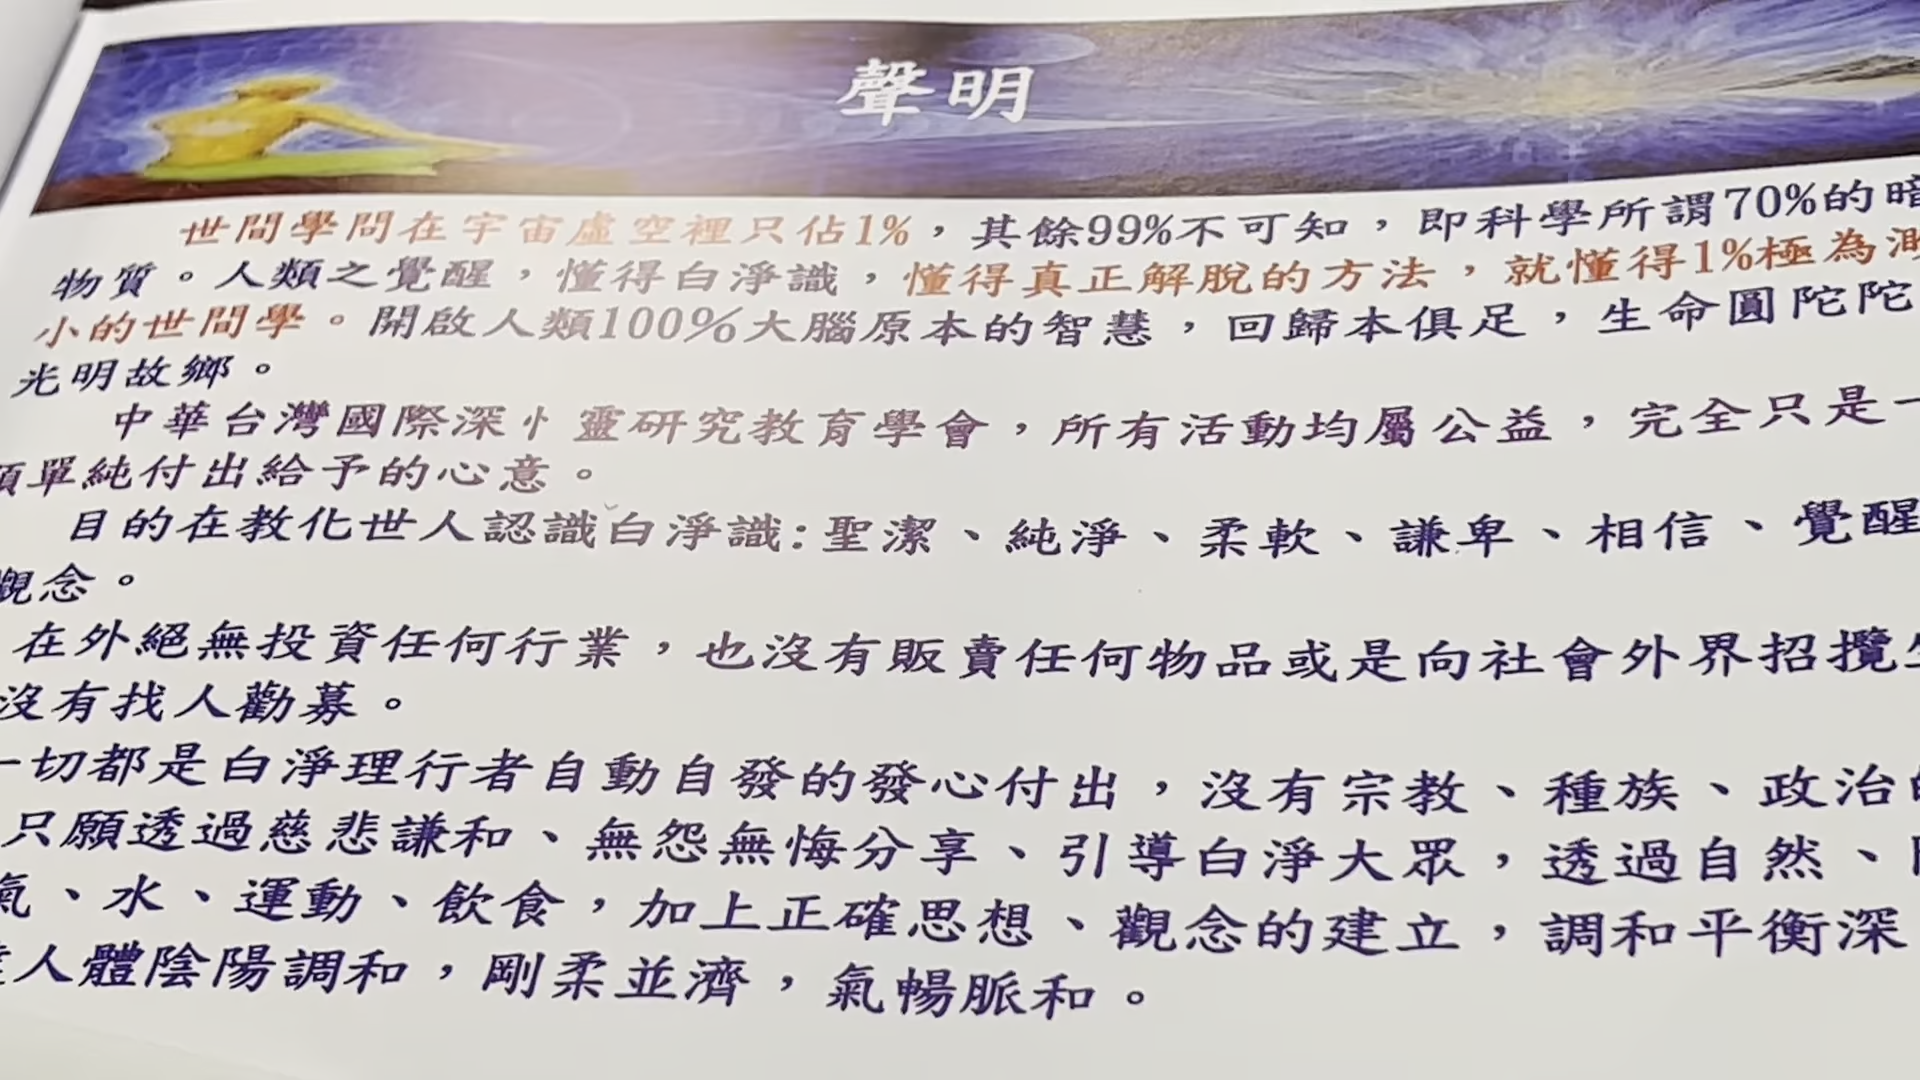 聲明
世間學問在宇宙虛空裡只佔1%，其餘99%不可知，即科學所謂70%的暗
物質。人類之覺醒，懂得白淨識，懂得真正解脫的方法，就懂得1%極為渺
小的世間學。開啟人類100%大腦原本的智慧，回歸本俱足，生命圓陀陀
光明故鄉。
中華台灣國際深忄靈研究教育學會，所有活動均屬公益，完全只是一
項單純付出給予的心意。
目的在教化世人認識白淨識:聖潔、純淨、柔軟、謙卑、相信、覺醒
觀念。
在外絕無投資任何行業，也沒有販賣任何物品或是向社會外界招攬
沒有找人勸募。
一切都是白淨理行者自動自發的發心付出，沒有宗教、種族、政治的
只願透過慈悲謙和、無怨無悔分享、引導白淨大眾，透過自然、
氣、水、運動、飲食，加上正確思想、觀念的建立，調和平衡深
人體陰陽調和，剛柔並濟，氣暢脈和。